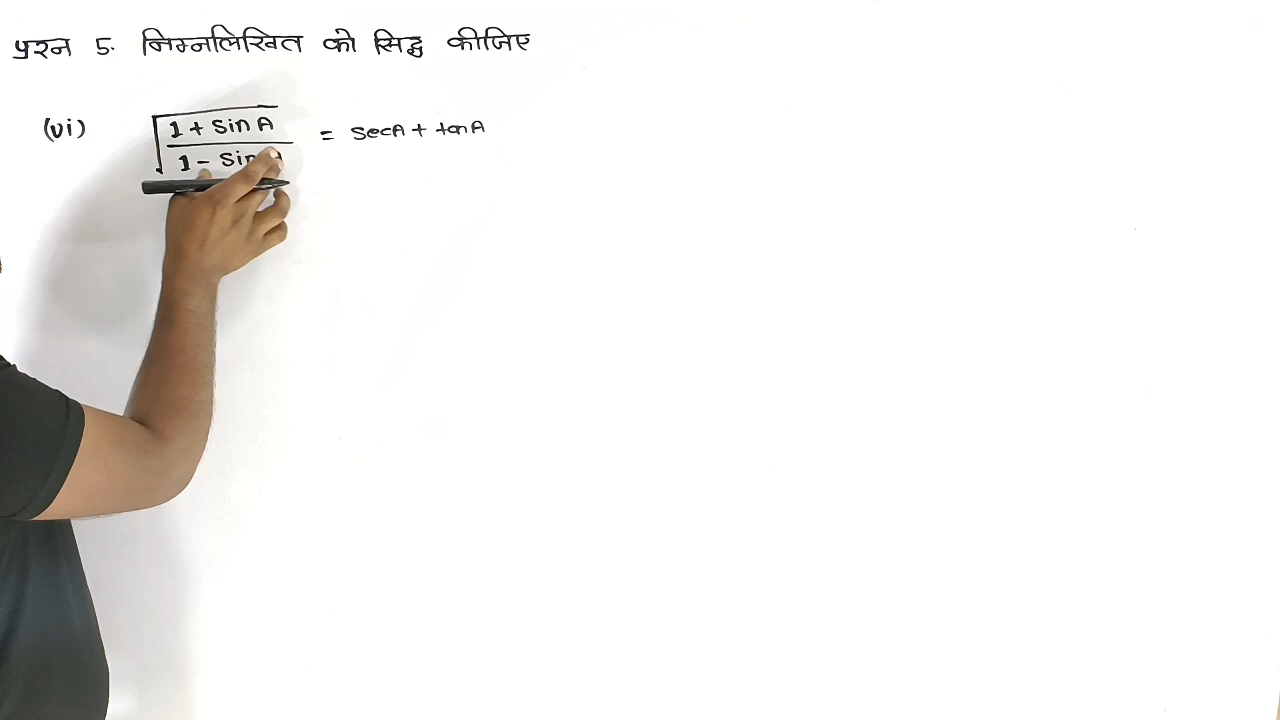 प्रश्न 5. निम्नलिखित को सिद्ध कीजिए
(vi) √(1 + Sin A / 1 - Sin A) = SecA + tanA